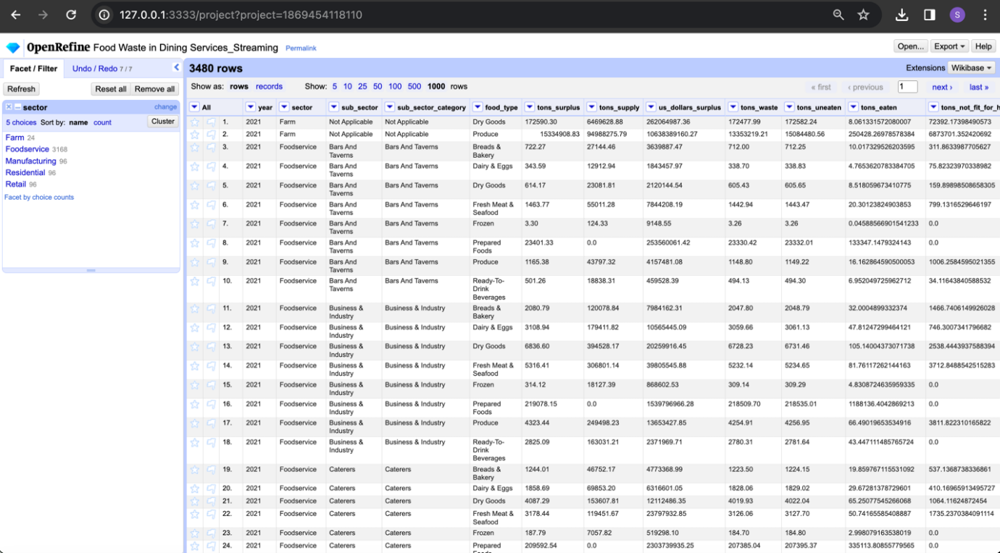 127.0.0.1:3333/project?project=1869454118110
S
OpenRefine Food Waste in Dining Services_Streaming Permalink
Open... Export Help
Facet / Filter Undo / Redo 7 / 7
3480 rows
Extensions Wikibase
Refresh Reset all Remove all
Show as: rows records Show: 5 10 25 50 100 500 1000 rows
« first ‹ previous 1 next › last »
sector change
5 choices Sort by: name count Cluster
Farm 24
Foodservice 3168
Manufacturing 96
Residential 96
Retail 96
Facet by choice counts
All year sector sub_sector sub_sector_category food_type tons_surplus tons_supply us_dollars_surplus tons_waste tons_uneaten tons_eaten tons_not_fit_for_h
1. 2021 Farm Not Applicable Not Applicable Dry Goods 172590.30 6469628.88 262064987.36 172477.99 172582.24 8.061331572080007 72392.17398490573
2. 2021 Farm Not Applicable Not Applicable Produce 15334908.83 94988275.79 10638389160.27 13353219.21 15084480.56 250428.26978578384 6873701.352420692
3. 2021 Foodservice Bars And Taverns Bars And Taverns Breads & Bakery 722.27 27144.46 3639887.47 712.00 712.25 10.017329526203595 311.8633987705627
4. 2021 Foodservice Bars And Taverns Bars And Taverns Dairy & Eggs 343.59 12912.94 1843457.97 338.70 338.83 4.7653620783384705 75.82323970338982
5. 2021 Foodservice Bars And Taverns Bars And Taverns Dry Goods 614.17 23081.81 2120144.54 605.43 605.65 8.518059673410775 159.89898508658305
6. 2021 Foodservice Bars And Taverns Bars And Taverns Fresh Meat & Seafood 1463.77 55011.28 7844208.19 1442.94 1443.47 20.30123824903853 799.1316529646197
7. 2021 Foodservice Bars And Taverns Bars And Taverns Frozen 3.30 124.33 9148.55 3.26 3.26 0.04588566901541233 0.0
8. 2021 Foodservice Bars And Taverns Bars And Taverns Prepared Foods 23401.33 0.0 253560061.42 23330.42 23332.01 133347.1479324143 0.0
9. 2021 Foodservice Bars And Taverns Bars And Taverns Produce 1165.38 43797.32 4157481.08 1148.80 1149.22 16.162864590500053 1006.2584595021355
10. 2021 Foodservice Bars And Taverns Bars And Taverns Ready-To-Drink Beverages 501.26 18838.31 459528.39 494.13 494.30 6.952049725962712 34.11643840588532
11. 2021 Foodservice Business & Industry Business & Industry Breads & Bakery 2080.79 120078.84 7984162.31 2047.80 2048.79 32.0004899332374 1466.7406149926028
12. 2021 Foodservice Business & Industry Business & Industry Dairy & Eggs 3108.94 179411.82 10565445.09 3059.66 3061.13 47.81247299464121 746.3007341796682
13. 2021 Foodservice Business & Industry Business & Industry Dry Goods 6836.60 394528.17 20259916.45 6728.23 6731.46 105.14004373071738 2538.4443937588394
14. 2021 Foodservice Business & Industry Business & Industry Fresh Meat & Seafood 5316.41 306801.14 39805545.88 5232.14 5234.65 81.76117262144163 3712.8488542515283
15. 2021 Foodservice Business & Industry Business & Industry Frozen 314.12 18127.39 868602.53 309.14 309.29 4.8308724635959335 0.0
16. 2021 Foodservice Business & Industry Business & Industry Prepared Foods 219078.15 0.0 1539796966.28 218509.70 218535.01 1188136.4042869213 0.0
17. 2021 Foodservice Business & Industry Business & Industry Produce 4323.44 249498.23 13653427.85 4254.91 4256.95 66.49019653534916 3811.822310165822
18. 2021 Foodservice Business & Industry Business & Industry Ready-To-Drink Beverages 2825.09 163031.21 2371969.71 2780.31 2781.64 43.447111485765724 0.0
19. 2021 Foodservice Caterers Caterers Breads & Bakery 1244.01 46752.17 4773368.99 1223.50 1224.15 19.859767115531092 537.1368738336861
20. 2021 Foodservice Caterers Caterers Dairy & Eggs 1858.69 69853.20 6316601.05 1828.06 1829.02 29.67281378729601 410.16965913495727
21. 2021 Foodservice Caterers Caterers Dry Goods 4087.29 153607.81 12112486.35 4019.93 4022.04 65.25077545266068 1064.11624872454
22. 2021 Foodservice Caterers Caterers Fresh Meat & Seafood 3178.44 119451.67 23797932.85 3126.06 3127.70 50.74165585408887 1735.2370384091114
23. 2021 Foodservice Caterers Caterers Frozen 187.79 7057.82 519298.10 184.70 184.80 2.998079163538019 0.0
24. 2021 Foodservice Caterers Caterers Prepared 209592.54 0.0 2303739935.25 207385.04 207395.37 335113.80855779565 0.0